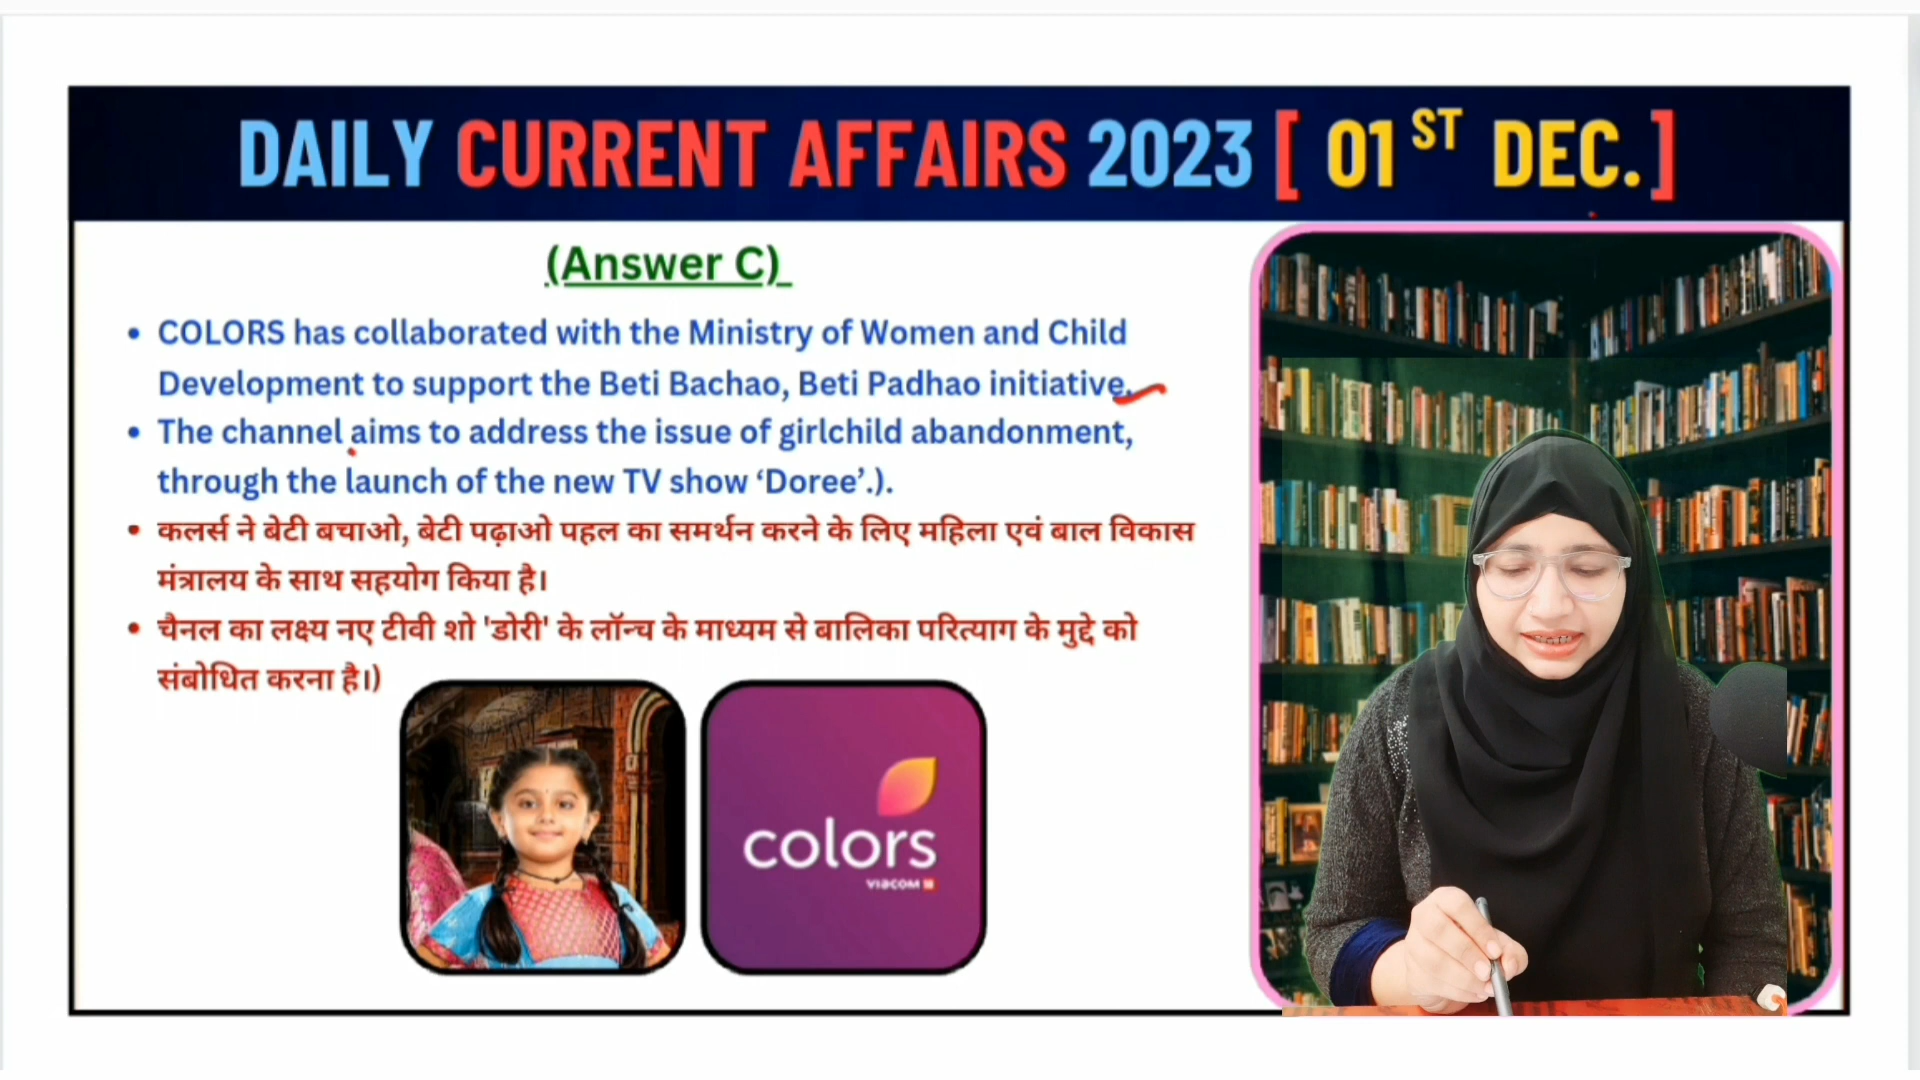 DAILY CURRENT AFFAIRS 2023 [ 01ST DEC. ]
(Answer C)
• COLORS has collaborated with the Ministry of Women and Child
Development to support the Beti Bachao, Beti Padhao initiative.
• The channel aims to address the issue of girlchild abandonment,
through the launch of the new TV show ‘Doree’.).
• कलर्स ने बेटी बचाओ, बेटी पढ़ाओ पहल का समर्थन करने के लिए महिला एवं बाल विकास
मंत्रालय के साथ सहयोग किया है।
• चैनल का लक्ष्य नए टीवी शो 'डोरी' के लॉन्च के माध्यम से बालिका परित्याग के मुद्दे को
संबोधित करना है।)
colors
VIACOM 18